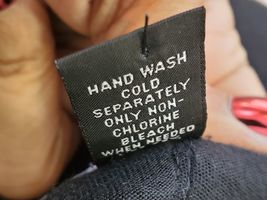 HAND WASH
COLD
SEPARATELY
ONLY NON-
CHLORINE
BLEACH
WHEN NEEDED